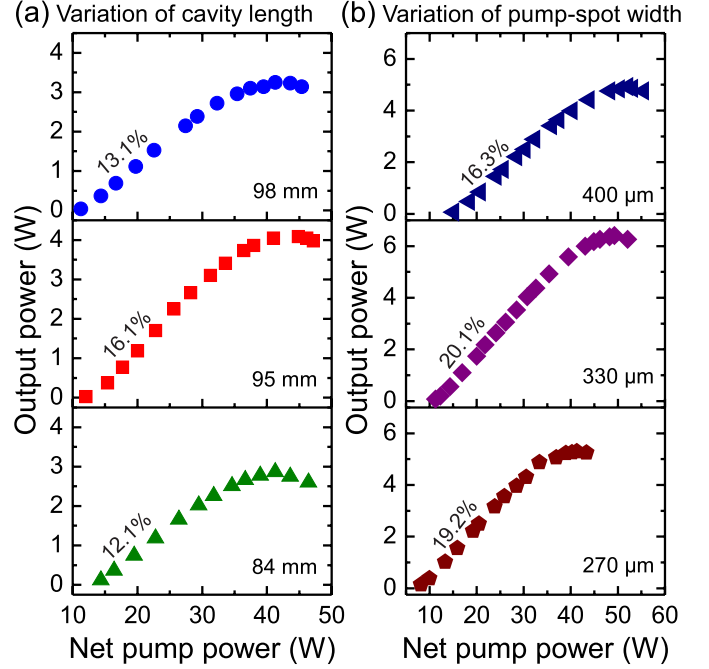 (a) Variation of cavity length
(b) Variation of pump-spot width
4
3
2
1
0
13.1%
98 mm
4
3
2
1
0
16.1%
95 mm
4
3
2
1
0
12.1%
84 mm
10 20 30 40 50
Net pump power (W)
Output power (W)
Output power (W)
6
4
2
0
16.3%
400 µm
6
4
2
0
20.1%
330 µm
6
4
2
0
19.2%
270 µm
10 20 30 40 50 60
Net pump power (W)
Output power (W)
Output power (W)